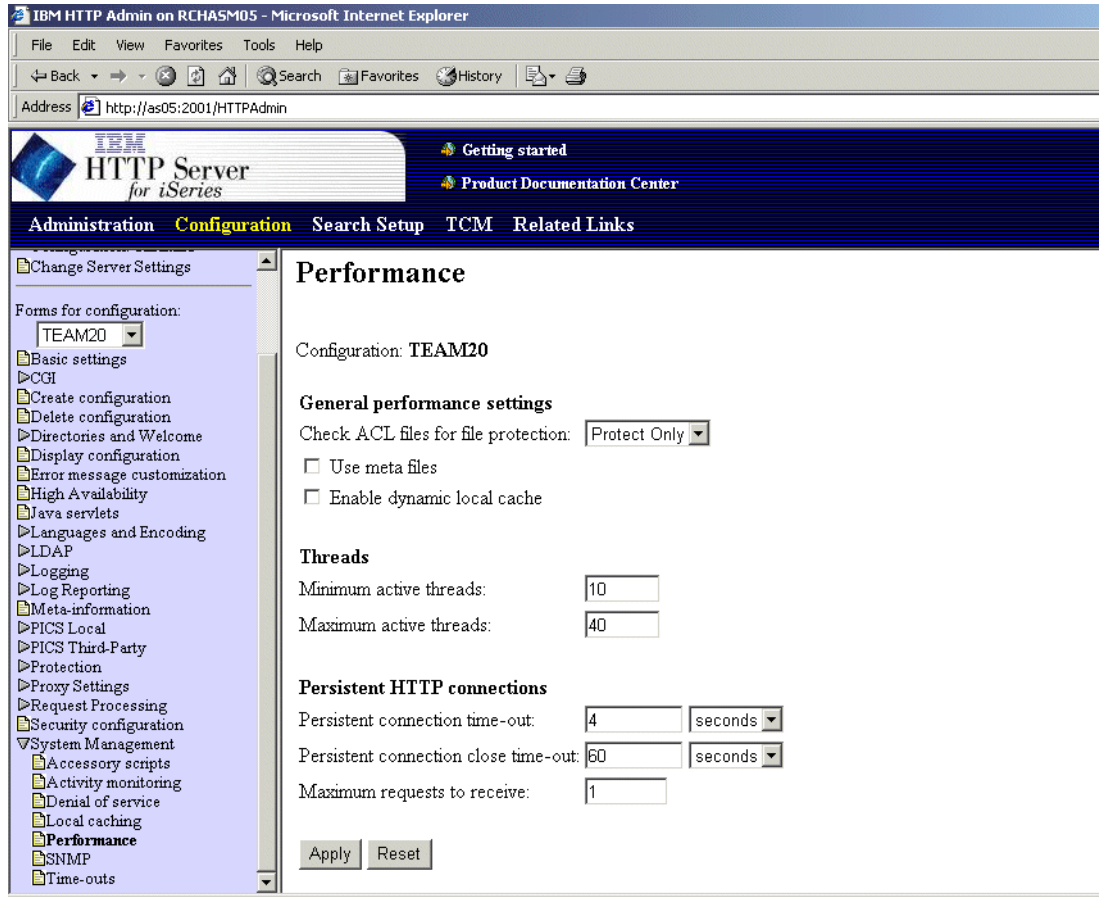 IBM HTTP Admin on RCHASM05 - Microsoft Internet Explorer
File Edit View Favorites Tools Help
Back Search Favorites History
Address http://as05:2001/HTTPAdmin
IBM
HTTP Server
for iSeries
Getting started
Product Documentation Center
Administration Configuration Search Setup TCM Related Links
Change Server Settings
Forms for configuration:
TEAM20
Basic settings
CGI
Create configuration
Delete configuration
Directories and Welcome
Display configuration
Error message customization
High Availability
Java servlets
Languages and Encoding
LDAP
Logging
Log Reporting
Meta-information
PICS Local
PICS Third-Party
Protection
Proxy Settings
Request Processing
Security configuration
System Management
Accessory scripts
Activity monitoring
Denial of service
Local caching
Performance
SNMP
Time-outs
Performance
Configuration: TEAM20
General performance settings
Check ACL files for file protection: Protect Only
Use meta files
Enable dynamic local cache
Threads
Minimum active threads: 10
Maximum active threads: 40
Persistent HTTP connections
Persistent connection time-out: 4 seconds
Persistent connection close time-out: 60 seconds
Maximum requests to receive: 1
Apply Reset